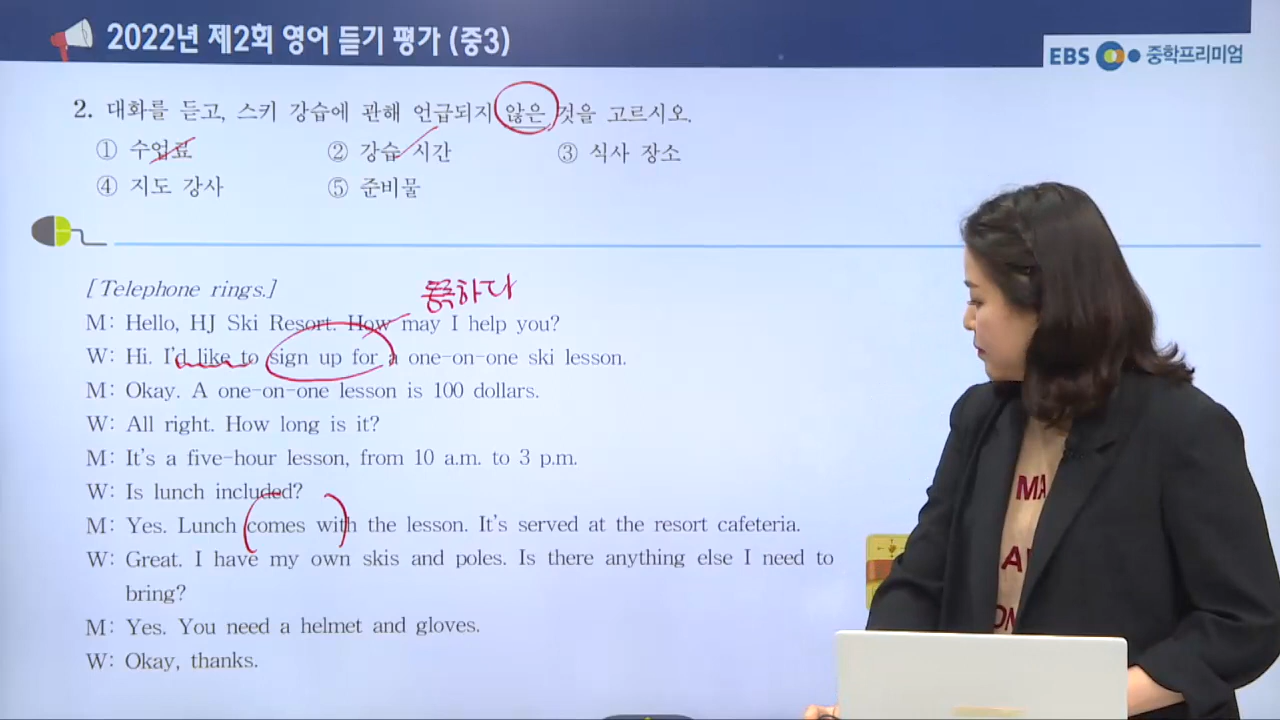 2022년 제2회 영어 듣기 평가 (중3)
EBS 중학프리미엄
2. 대화를 듣고, 스키 강습에 관해 언급되지 않은 것을 고르시오.
① 수업료 ② 강습 시간 ③ 식사 장소
④ 지도 강사 ⑤ 준비물
[Telephone rings.]
등록하다
M: Hello, HJ Ski Resort. How may I help you?
W: Hi. I'd like to sign up for a one-on-one ski lesson.
M: Okay. A one-on-one lesson is 100 dollars.
W: All right. How long is it?
M: It's a five-hour lesson, from 10 a.m. to 3 p.m.
W: Is lunch included?
M: Yes. Lunch comes with the lesson. It's served at the resort cafeteria.
W: Great. I have my own skis and poles. Is there anything else I need to
bring?
M: Yes. You need a helmet and gloves.
W: Okay, thanks.